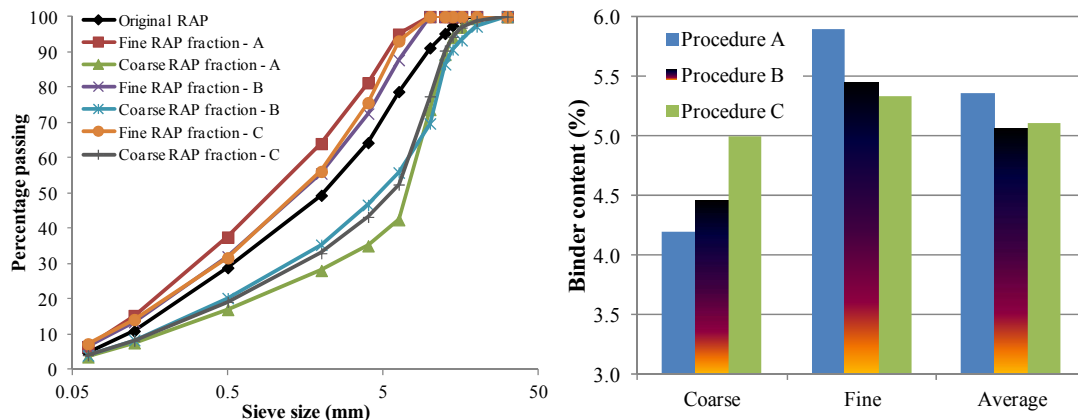 100
90
80
70
60
50
40
30
20
10
0
Percentage passing
Original RAP
Fine RAP fraction - A
Coarse RAP fraction - A
Fine RAP fraction - B
Coarse RAP fraction - B
Fine RAP fraction - C
Coarse RAP fraction - C
0.05
0.5
5
50
Sieve size (mm)
6.0
5.5
5.0
4.5
4.0
3.5
3.0
Binder content (%)
Procedure A
Procedure B
Procedure C
Coarse
Fine
Average